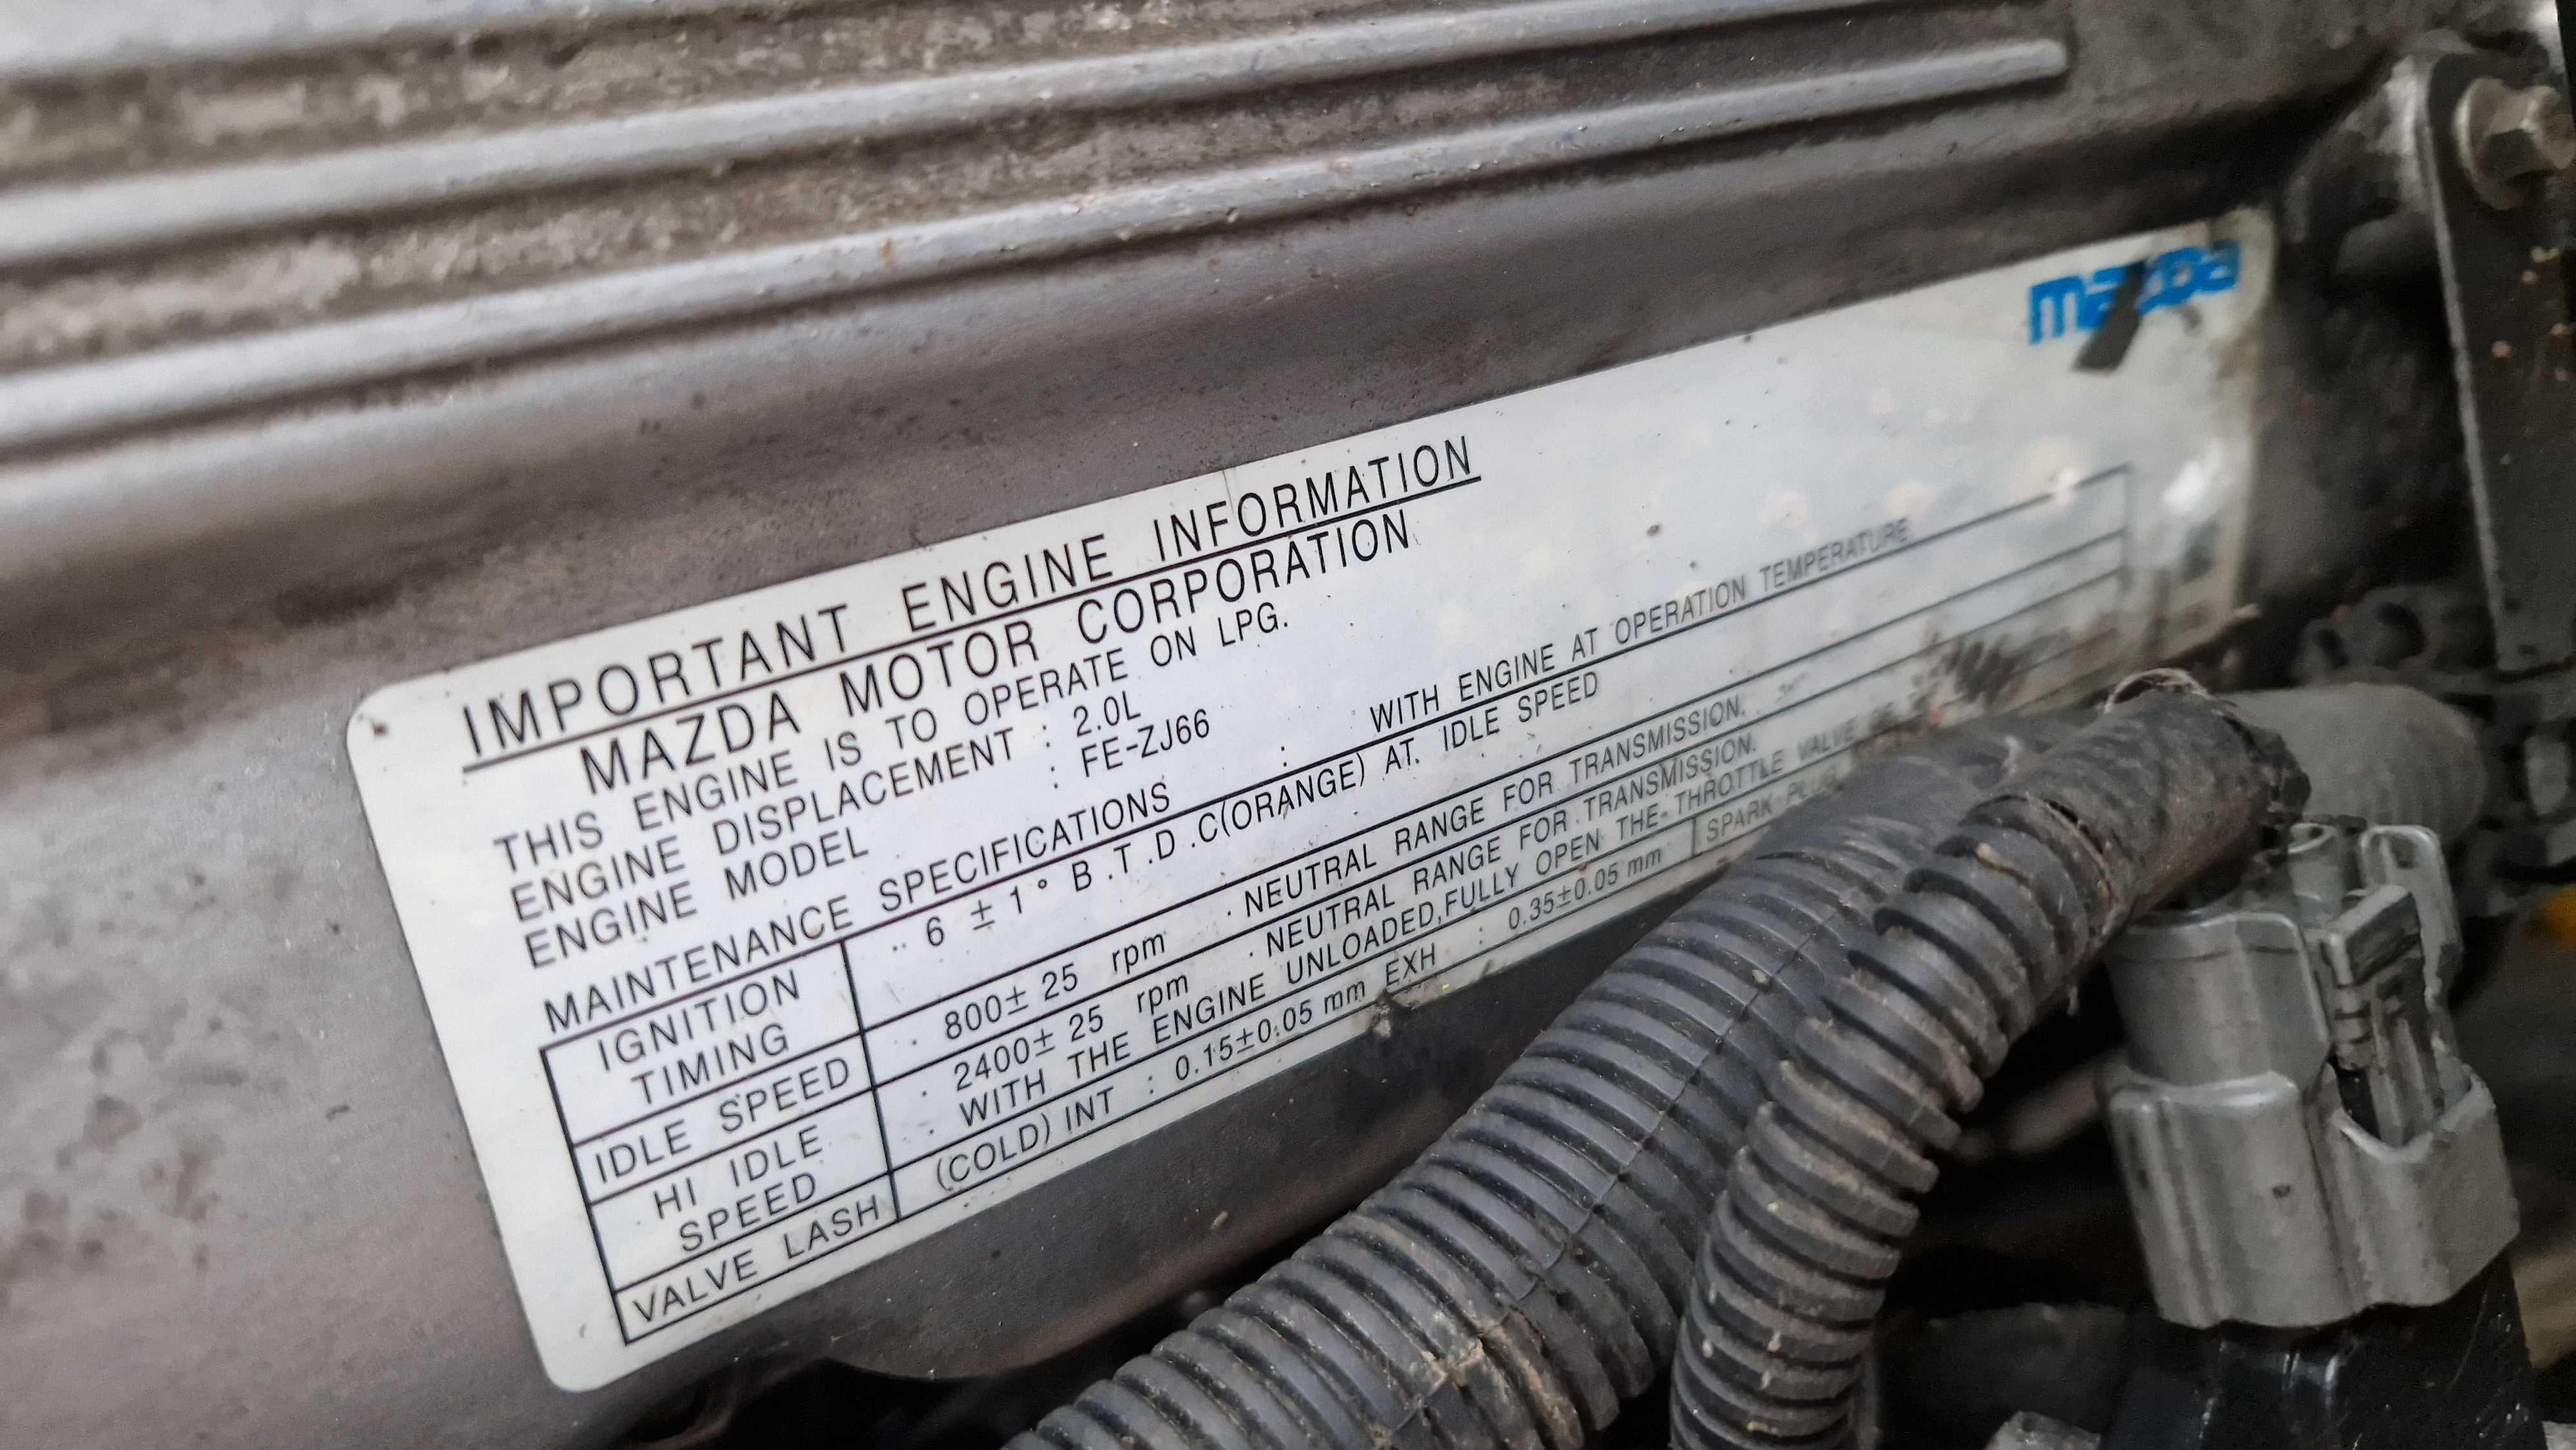 mazda
IMPORTANT ENGINE INFORMATION
MAZDA MOTOR CORPORATION
THIS ENGINE IS TO OPERATE ON LPG.
ENGINE DISPLACEMENT : 2.0L
ENGINE MODEL : FE-ZJ66
MAINTENANCE SPECIFICATIONS : WITH ENGINE AT OPERATION TEMPERATURE
IGNITION TIMING 6 ± 1° B.T.D.C(ORANGE) AT. IDLE SPEED
IDLE SPEED 800± 25 rpm . NEUTRAL RANGE FOR TRANSMISSION.
HI IDLE SPEED 2400± 25 rpm . NEUTRAL RANGE FOR TRANSMISSION.
WITH THE ENGINE UNLOADED,FULLY OPEN THE THROTTLE VALVE
VALVE LASH (COLD) INT : 0.15±0.05 mm EXH : 0.35±0.05 mm SPARK PLUG